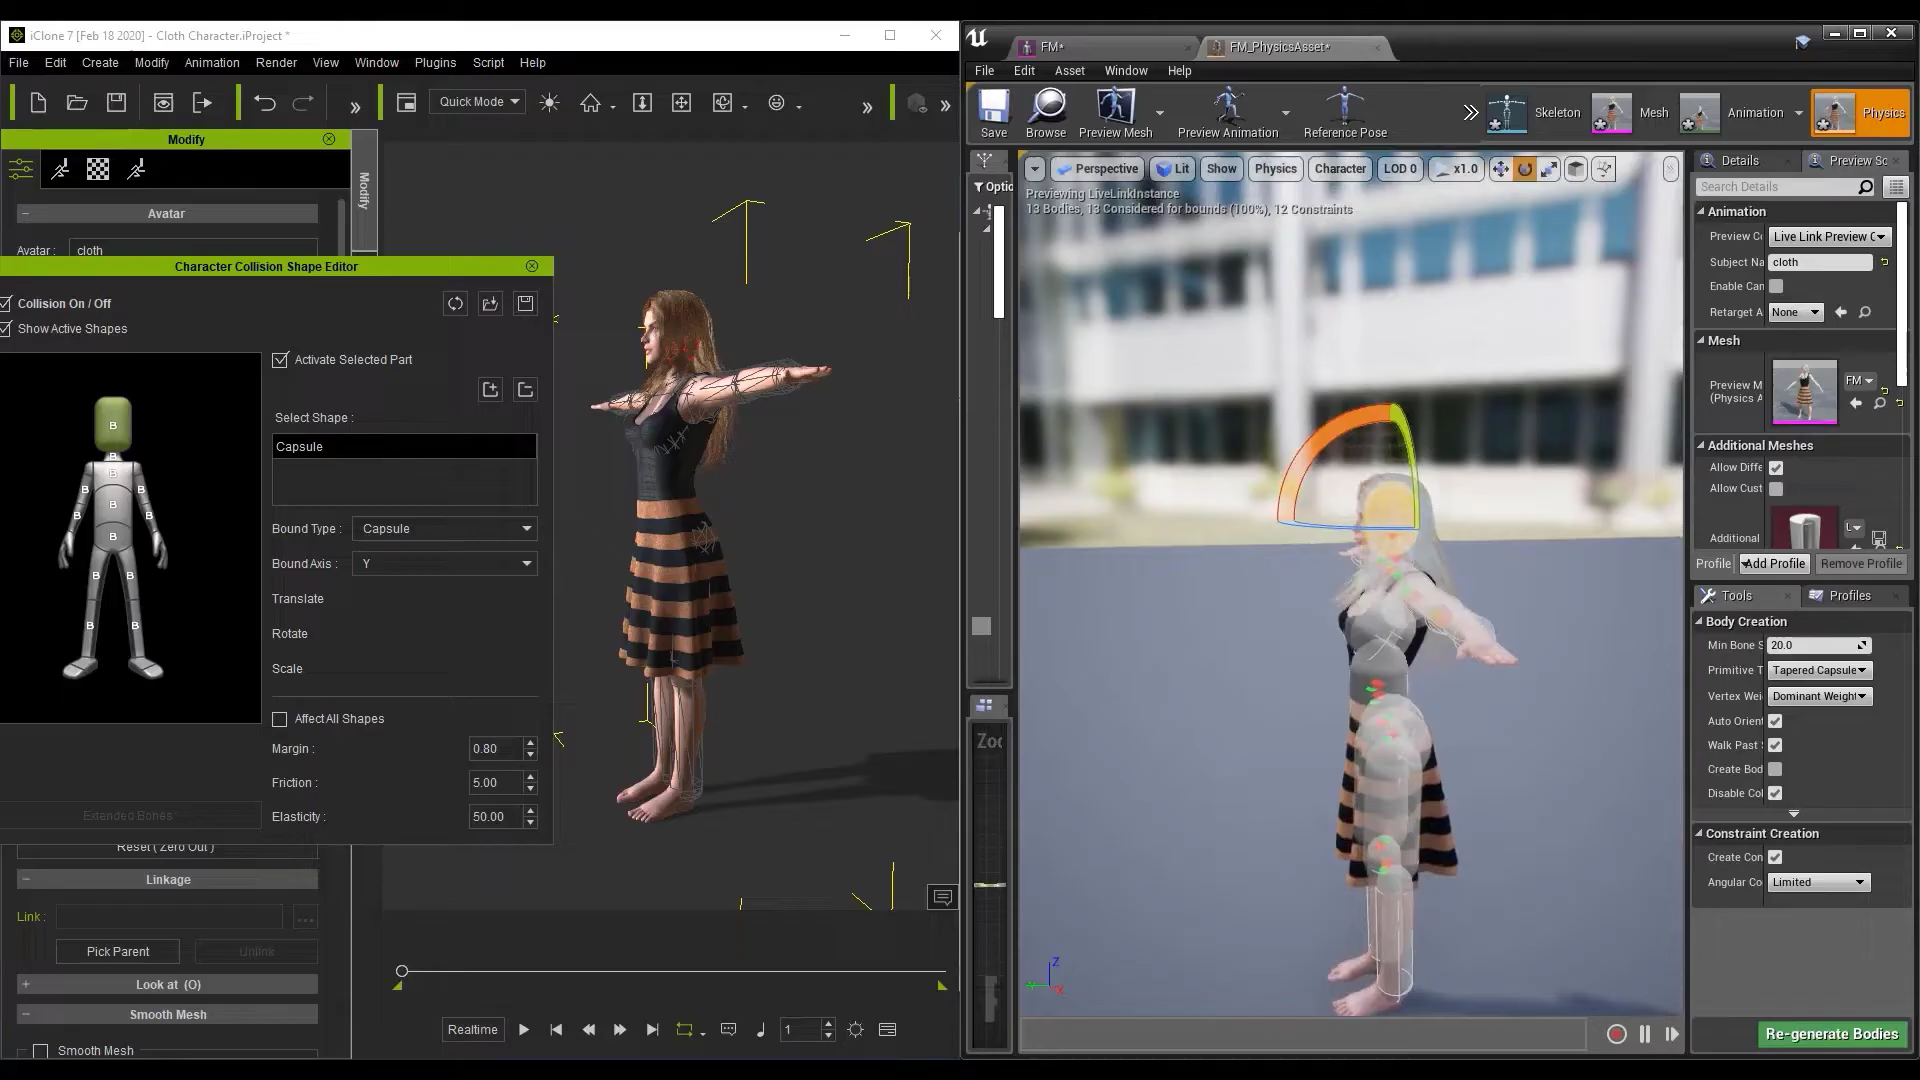 iClone 7 [Feb 18 2020] - Cloth Character.iProject *
File Edit Create Modify Animation Render View Window Plugins Script Help
Quick Mode
Modify
Modify
Avatar
Avatar : cloth
Character Collision Shape Editor
Collision On / Off
Show Active Shapes
Activate Selected Part
Select Shape :
Capsule
Bound Type : Capsule
Bound Axis : Y
Translate
Rotate
Scale
Affect All Shapes
Margin : 0.80
Friction : 5.00
Elasticity : 50.00
B
B
B
B B
B
B B
B
B B
B B
Extended Bones
Reset ( Zero Out )
Linkage
Link :
...
Pick Parent Unlink
Look at (O)
Smooth Mesh
Smooth Mesh
Realtime
1
FM*
FM_PhysicsAsset*
File Edit Asset Window Help
Save Browse Preview Mesh Preview Animation Reference Pose
Skeleton Mesh Animation Physics
Optio
Perspective Lit Show Physics Character LOD 0 x1.0
Previewing LiveLinkInstance
13 Bodies, 13 Considered for bounds (100%), 12 Constraints
Zoo
Z
Y
X
Details Preview Sc
Search Details
Animation
Preview Co Live Link Preview C
Subject Na cloth
Enable Can
Retarget A None
Mesh
Preview M
(Physics A
FM
Additional Meshes
Allow Diffe
Allow Cust
Additional
Profile Add Profile Remove Profile
Tools Profiles
Body Creation
Min Bone S 20.0
Primitive T Tapered Capsule
Vertex Wei Dominant Weight
Auto Orien
Walk Past S
Create Bod
Disable Col
Constraint Creation
Create Con
Angular Co Limited
Re-generate Bodies